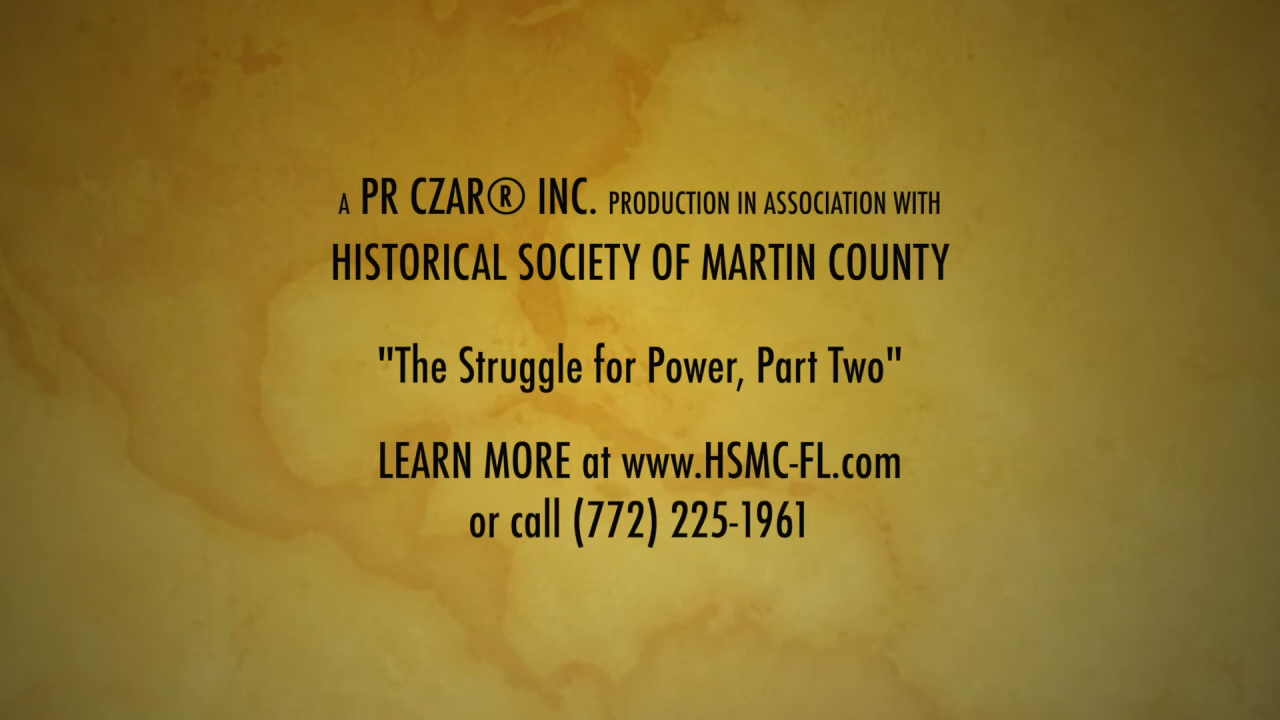 A PR CZAR® INC. PRODUCTION IN ASSOCIATION WITH
HISTORICAL SOCIETY OF MARTIN COUNTY
"The Struggle for Power, Part Two"
LEARN MORE at www.HSMC-FL.com
or call (772) 225-1961